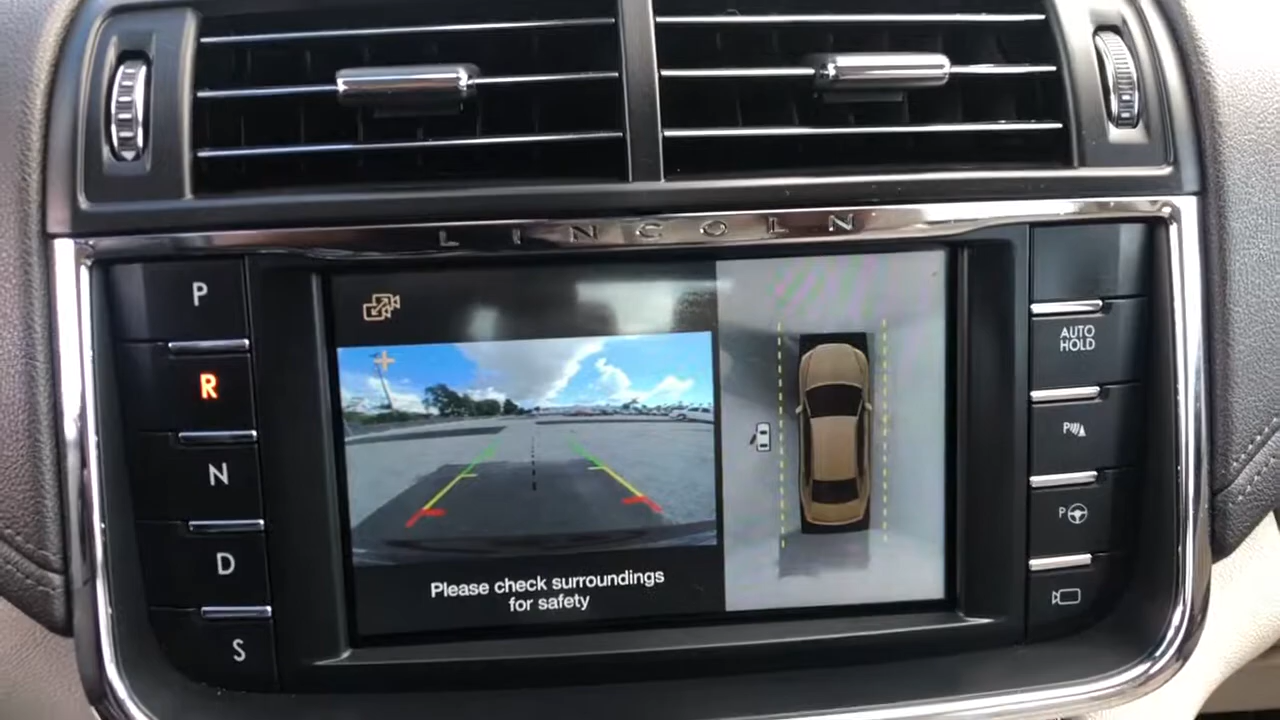 LINCOLN
P
R
N
D
S
Please check surroundings
for safety
AUTO
HOLD
P
P